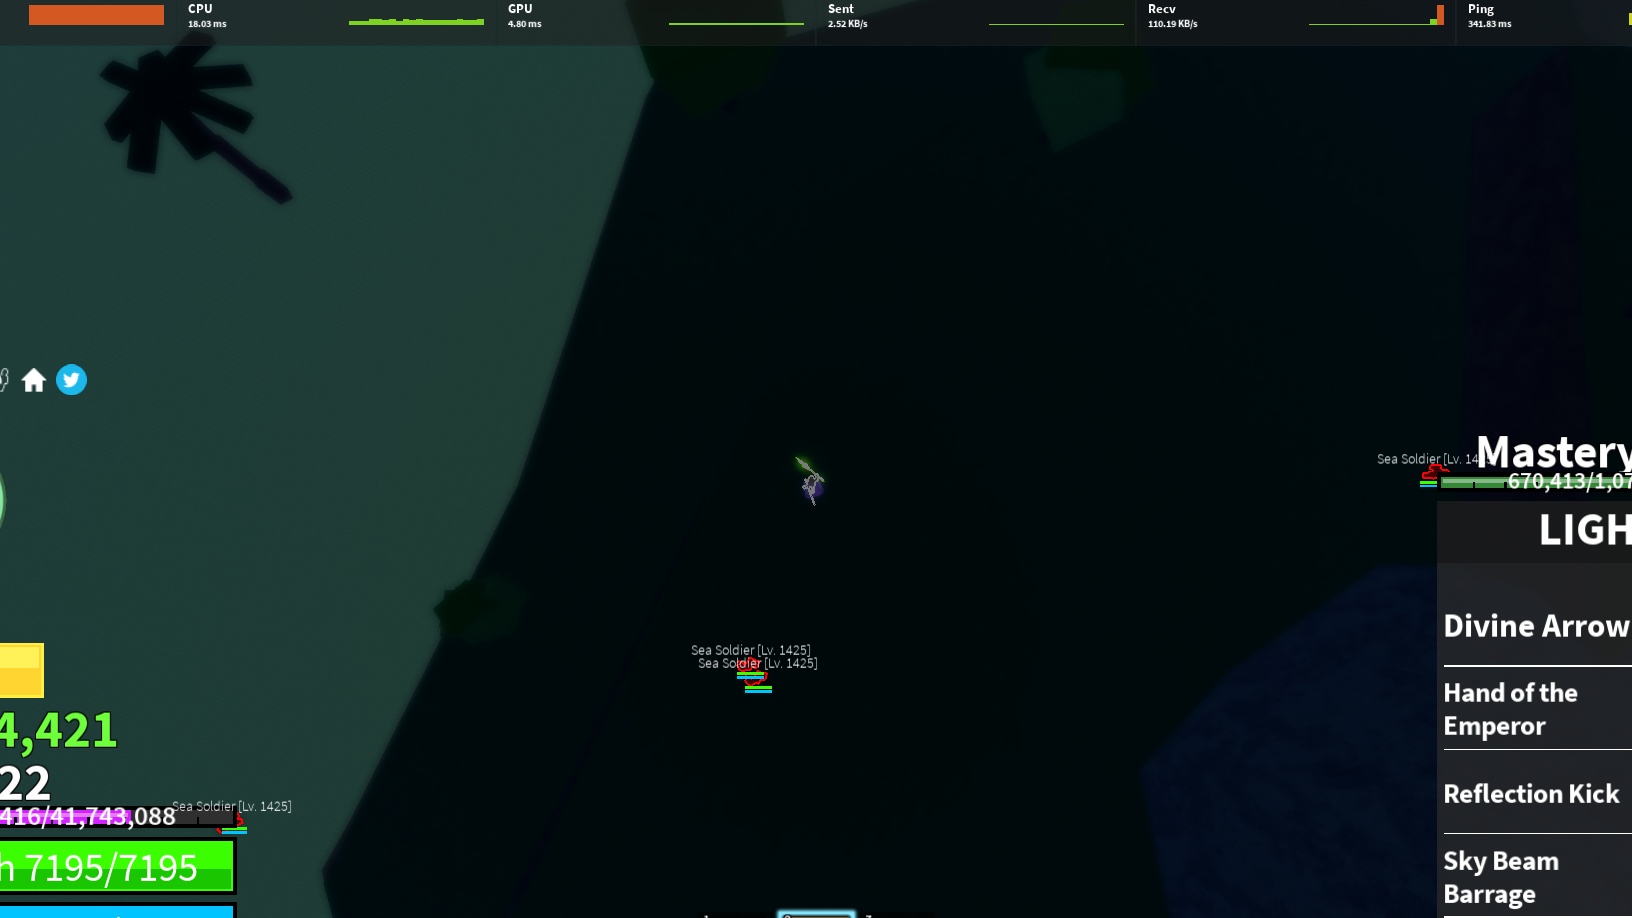 CPU
18.03 ms
GPU
4.80 ms
Sent
2.52 KB/s
Recv
110.19 KB/s
Ping
341.83 ms
Sea Soldier [Lv. 1425]
Mastery
670,413/1,07
LIGH
Divine Arrow
Sea Soldier [Lv. 1425]
Sea Soldier [Lv. 1425]
Hand of the
Emperor
4,421
22
Reflection Kick
Sea Soldier [Lv. 1425]
416/41,743,088
h 7195/7195
Sky Beam
Barrage